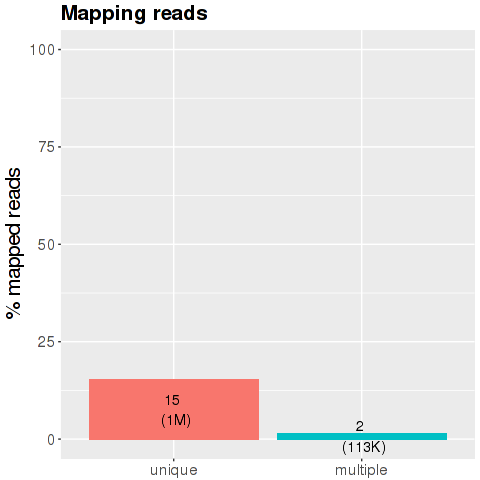 Mapping reads
% mapped reads
100
75
50
25
0
15
(1M)
2
(113K)
unique
multiple